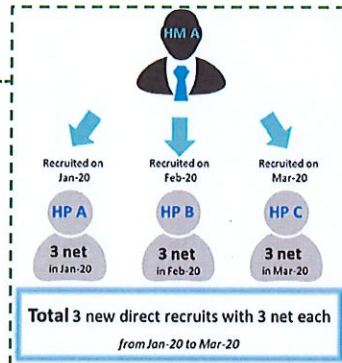 HM A
Recruited on Jan-20
Recruited on Feb-20
Recruited on Mar-20
HP A
HP B
HP C
3 net in Jan-20
3 net in Feb-20
3 net in Mar-20
Total 3 new direct recruits with 3 net each
from Jan-20 to Mar-20